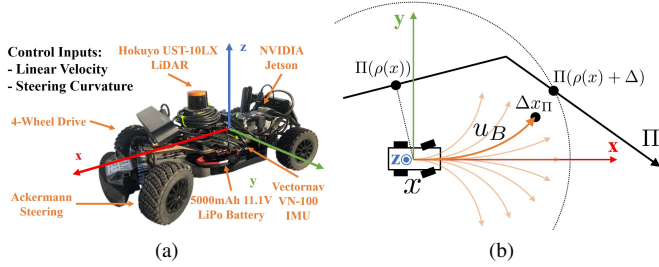 Control Inputs:
- Linear Velocity
- Steering Curvature
Hokuyo UST-10LX
LiDAR
z
NVIDIA
Jetson
4-Wheel Drive
x
y
Ackermann
Steering
5000mAh 11.1V
LiPo Battery
Vectornav
VN-100
IMU
(a)
y
Π(ρ(x))
Π(ρ(x) + Δ)
Δx_Π
u_B
Π
x
z
x
(b)